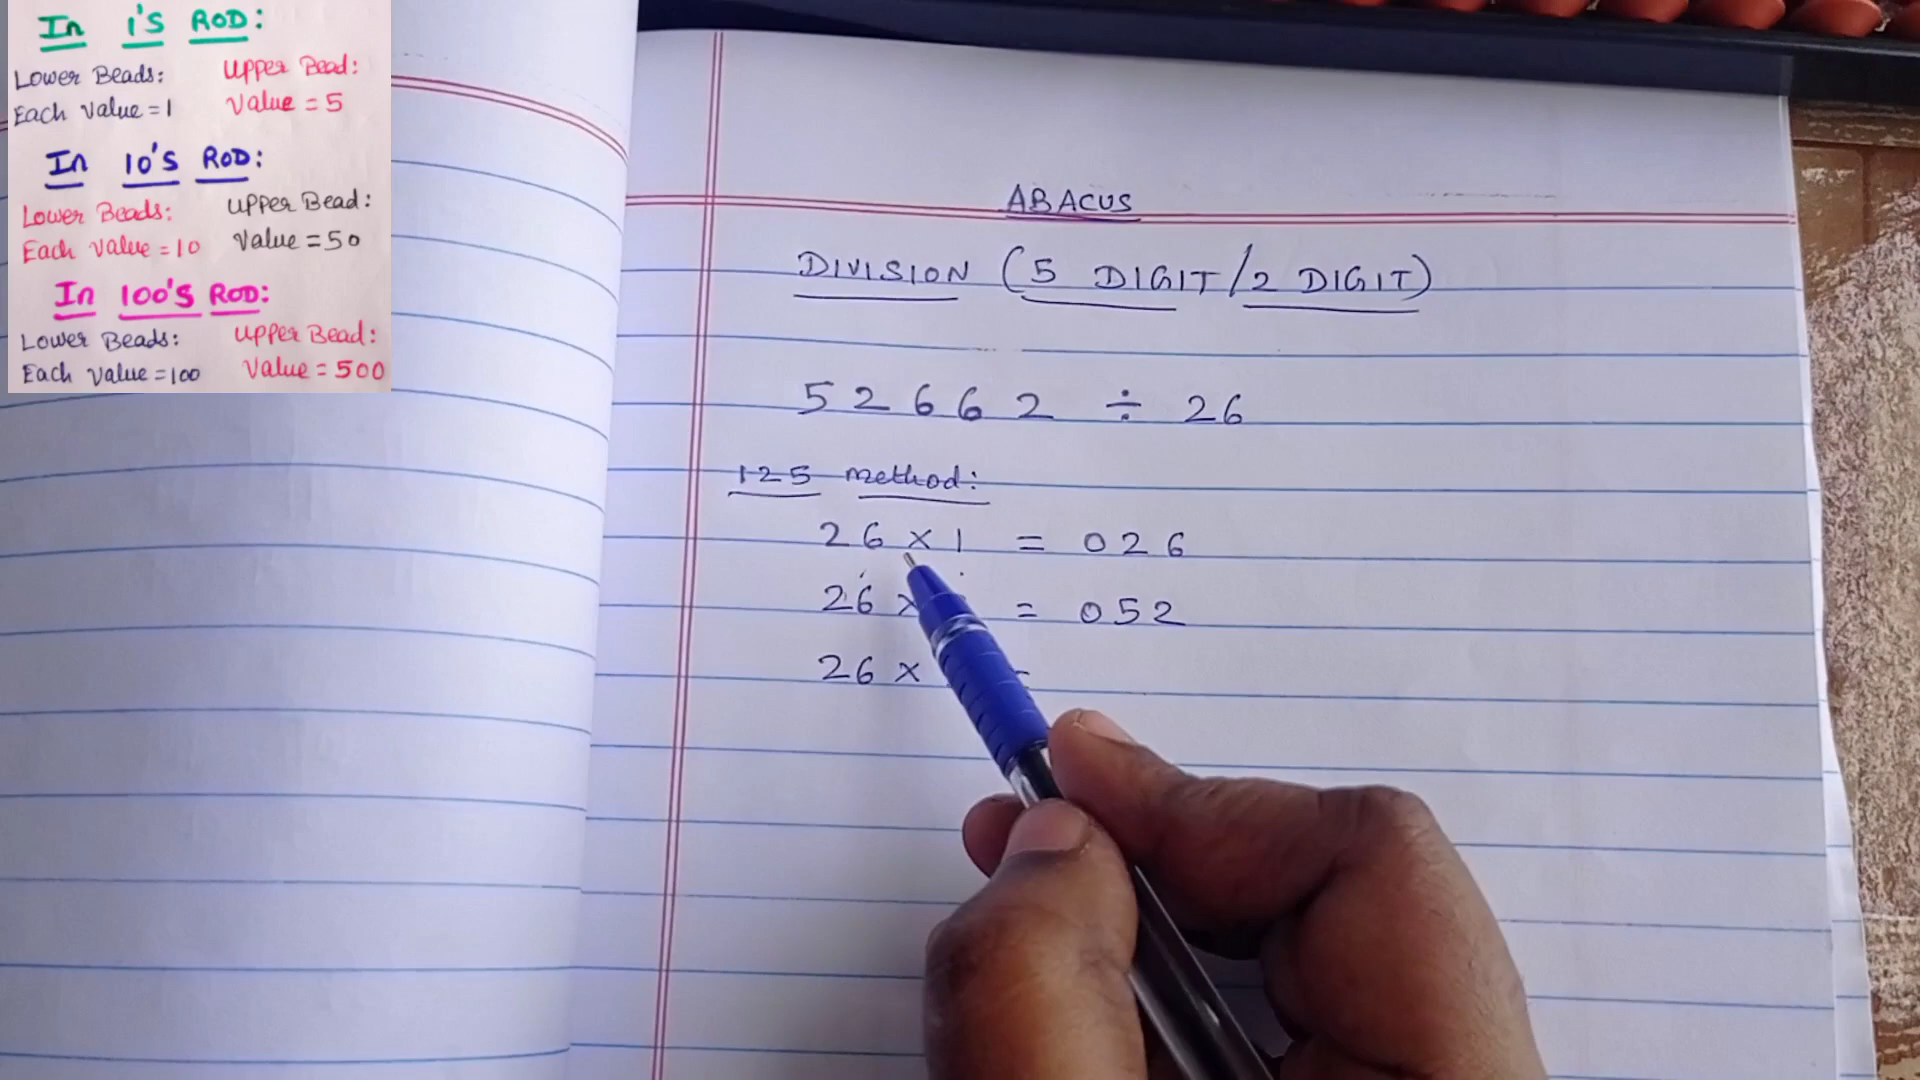 In 1'S ROD:
Lower Beads: Upper Bead:
Each Value = 1 Value = 5
In 10'S ROD:
Lower Beads: Upper Bead:
Each Value = 10 Value = 50
In 100'S ROD:
Lower Beads: Upper Bead:
Each Value = 100 Value = 500
ABACUS
DIVISION (5 DIGIT/2 DIGIT)
52662 ÷ 26
125 method:
26 × 1 = 026
26 × = 052
26 ×